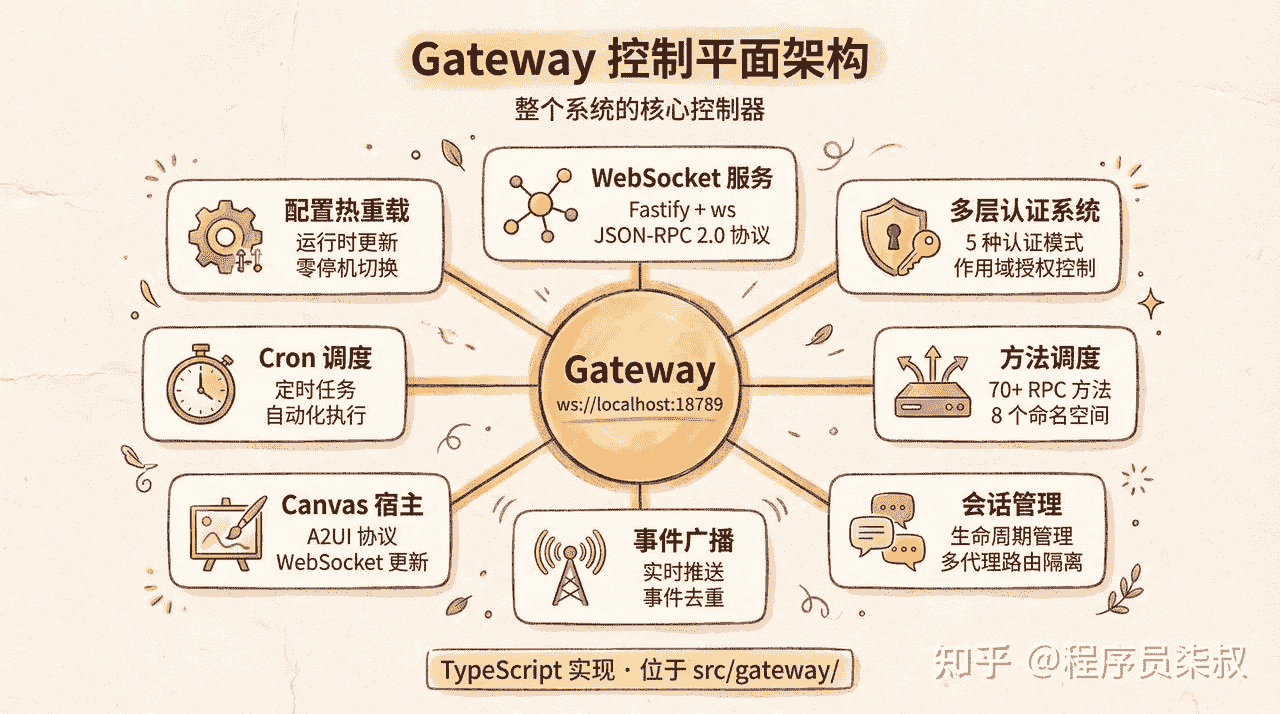 Gateway 控制平面架构
整个系统的核心控制器
WebSocket 服务
Fastify + ws
JSON-RPC 2.0 协议
配置热重载
运行时更新
零停机切换
多层认证系统
5 种认证模式
作用域授权控制
Cron 调度
定时任务
自动化执行
Gateway
ws://localhost:18789
方法调度
70+ RPC 方法
8 个命名空间
Canvas 宿主
A2UI 协议
WebSocket 更新
事件广播
实时推送
事件去重
会话管理
生命周期管理
多代理路由隔离
TypeScript 实现 · 位于 src/gateway/
知乎 @程序员柒叔